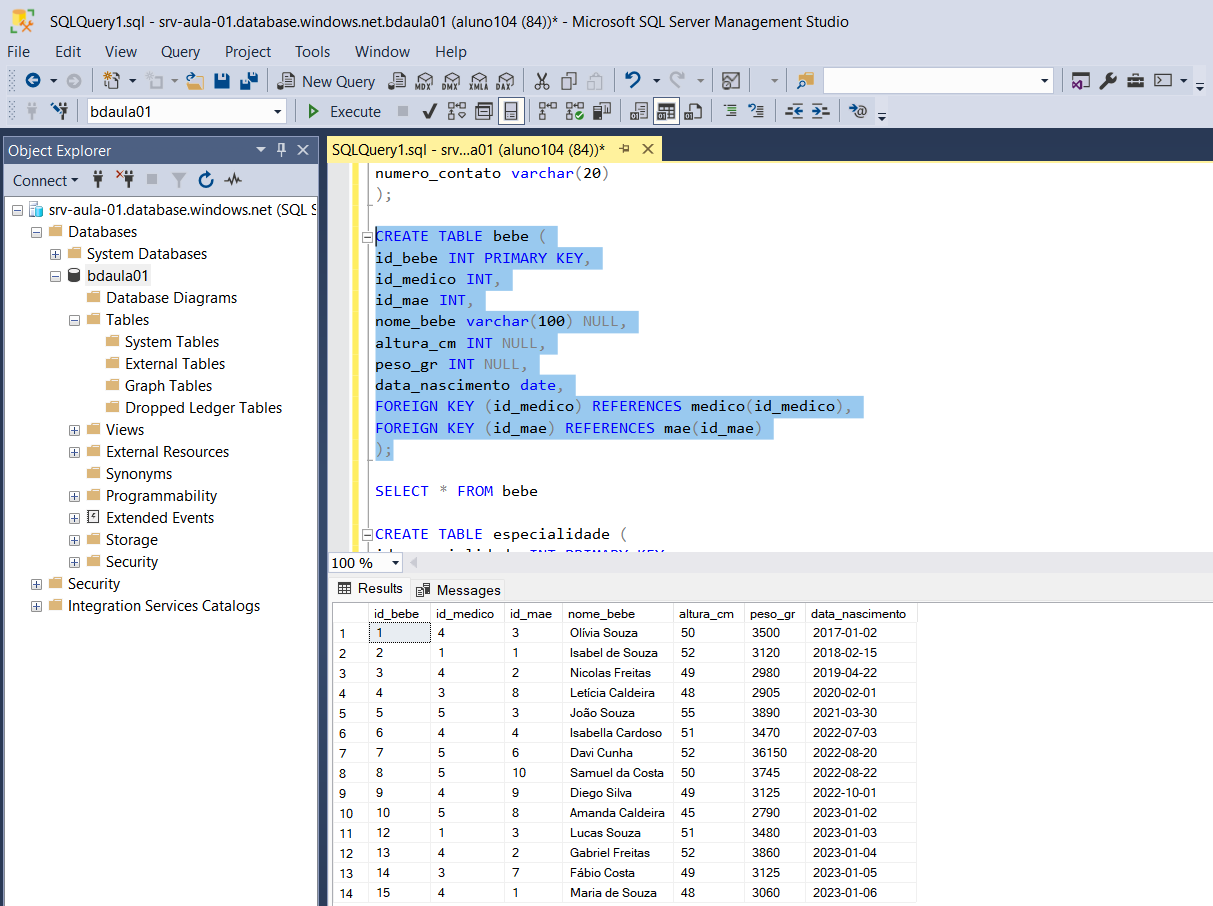 SQLQuery1.sql - srv-aula-01.database.windows.net.bdaula01 (aluno104 (84))* - Microsoft SQL Server Management Studio
File Edit View Query Project Tools Window Help
New Query MDX DMX XMLA DAX
bdaula01 Execute
Object Explorer
Connect
srv-aula-01.database.windows.net (SQL S
Databases
System Databases
bdaula01
Database Diagrams
Tables
System Tables
External Tables
Graph Tables
Dropped Ledger Tables
Views
External Resources
Synonyms
Programmability
Extended Events
Storage
Security
Security
Integration Services Catalogs
SQLQuery1.sql - srv...a01 (aluno104 (84))*
numero_contato varchar(20)
);
CREATE TABLE bebe (
id_bebe INT PRIMARY KEY,
id_medico INT,
id_mae INT,
nome_bebe varchar(100) NULL,
altura_cm INT NULL,
peso_gr INT NULL,
data_nascimento date,
FOREIGN KEY (id_medico) REFERENCES medico(id_medico),
FOREIGN KEY (id_mae) REFERENCES mae(id_mae)
);
SELECT * FROM bebe
CREATE TABLE especialidade (
100 %
Results Messages
id_bebe id_medico id_mae nome_bebe altura_cm peso_gr data_nascimento
1 1 4 3 Olívia Souza 50 3500 2017-01-02
2 2 1 1 Isabel de Souza 52 3120 2018-02-15
3 3 4 2 Nicolas Freitas 49 2980 2019-04-22
4 4 3 8 Letícia Caldeira 48 2905 2020-02-01
5 5 5 3 João Souza 55 3890 2021-03-30
6 6 4 4 Isabella Cardoso 51 3470 2022-07-03
7 7 5 6 Davi Cunha 52 36150 2022-08-20
8 8 5 10 Samuel da Costa 50 3745 2022-08-22
9 9 4 9 Diego Silva 49 3125 2022-10-01
10 10 5 8 Amanda Caldeira 45 2790 2023-01-02
11 12 1 3 Lucas Souza 51 3480 2023-01-03
12 13 4 2 Gabriel Freitas 52 3860 2023-01-04
13 14 3 7 Fábio Costa 49 3125 2023-01-05
14 15 4 1 Maria de Souza 48 3060 2023-01-06